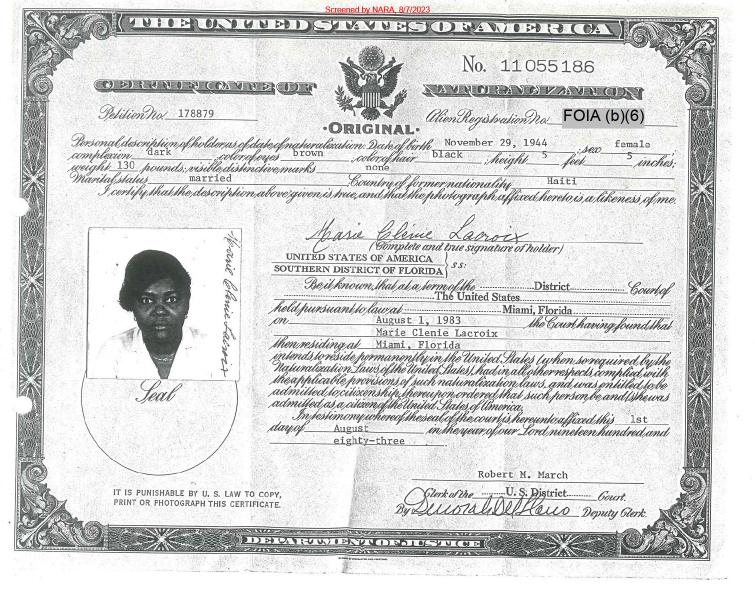 Screened by NARA, 8/7/2023
THE UNITED STATES OF AMERICA
No. 11055186
CERTIFICATE OF NATURALIZATION
Petition No. 178879 Alien Registration No. FOIA (b)(6)
·ORIGINAL·
Personal description of holder as of date of naturalization: Date of birth November 29, 1944 ; sex female ;
complexion dark ; color of eyes brown ; color of hair black ; height 5 feet 5 inches;
weight 130 pounds; visible distinctive marks none
Marital status married Country of former nationality Haiti
I certify that the description above given is true, and that the photograph affixed hereto is a likeness of me.
Marie Clénie Lacroix
(Complete and true signature of holder)
UNITED STATES OF AMERICA
SOUTHERN DISTRICT OF FLORIDA } s s:
Be it known, that at a term of the District Court of
The United States
held pursuant to law at Miami, Florida
on August 1, 1983 the Court having found that
Marie Clenie Lacroix
then residing at Miami, Florida
intends to reside permanently in the United States (when so required by the
Naturalization Laws of the United States), had in all other respects complied with
the applicable provisions of such naturalization laws, and was entitled to be
admitted to citizenship, thereupon ordered that such person be and (s)he was
admitted as a citizen of the United States of America.
In testimony whereof the seal of the court is hereunto affixed this 1st
day of August in the year of our Lord nineteen hundred and
eighty-three
Marie Clenie Lacroix
Seal
IT IS PUNISHABLE BY U. S. LAW TO COPY,
PRINT OR PHOTOGRAPH THIS CERTIFICATE.
Robert M. March
Clerk of the U. S. District Court.
By Deputy Clerk.
DEPARTMENT OF JUSTICE